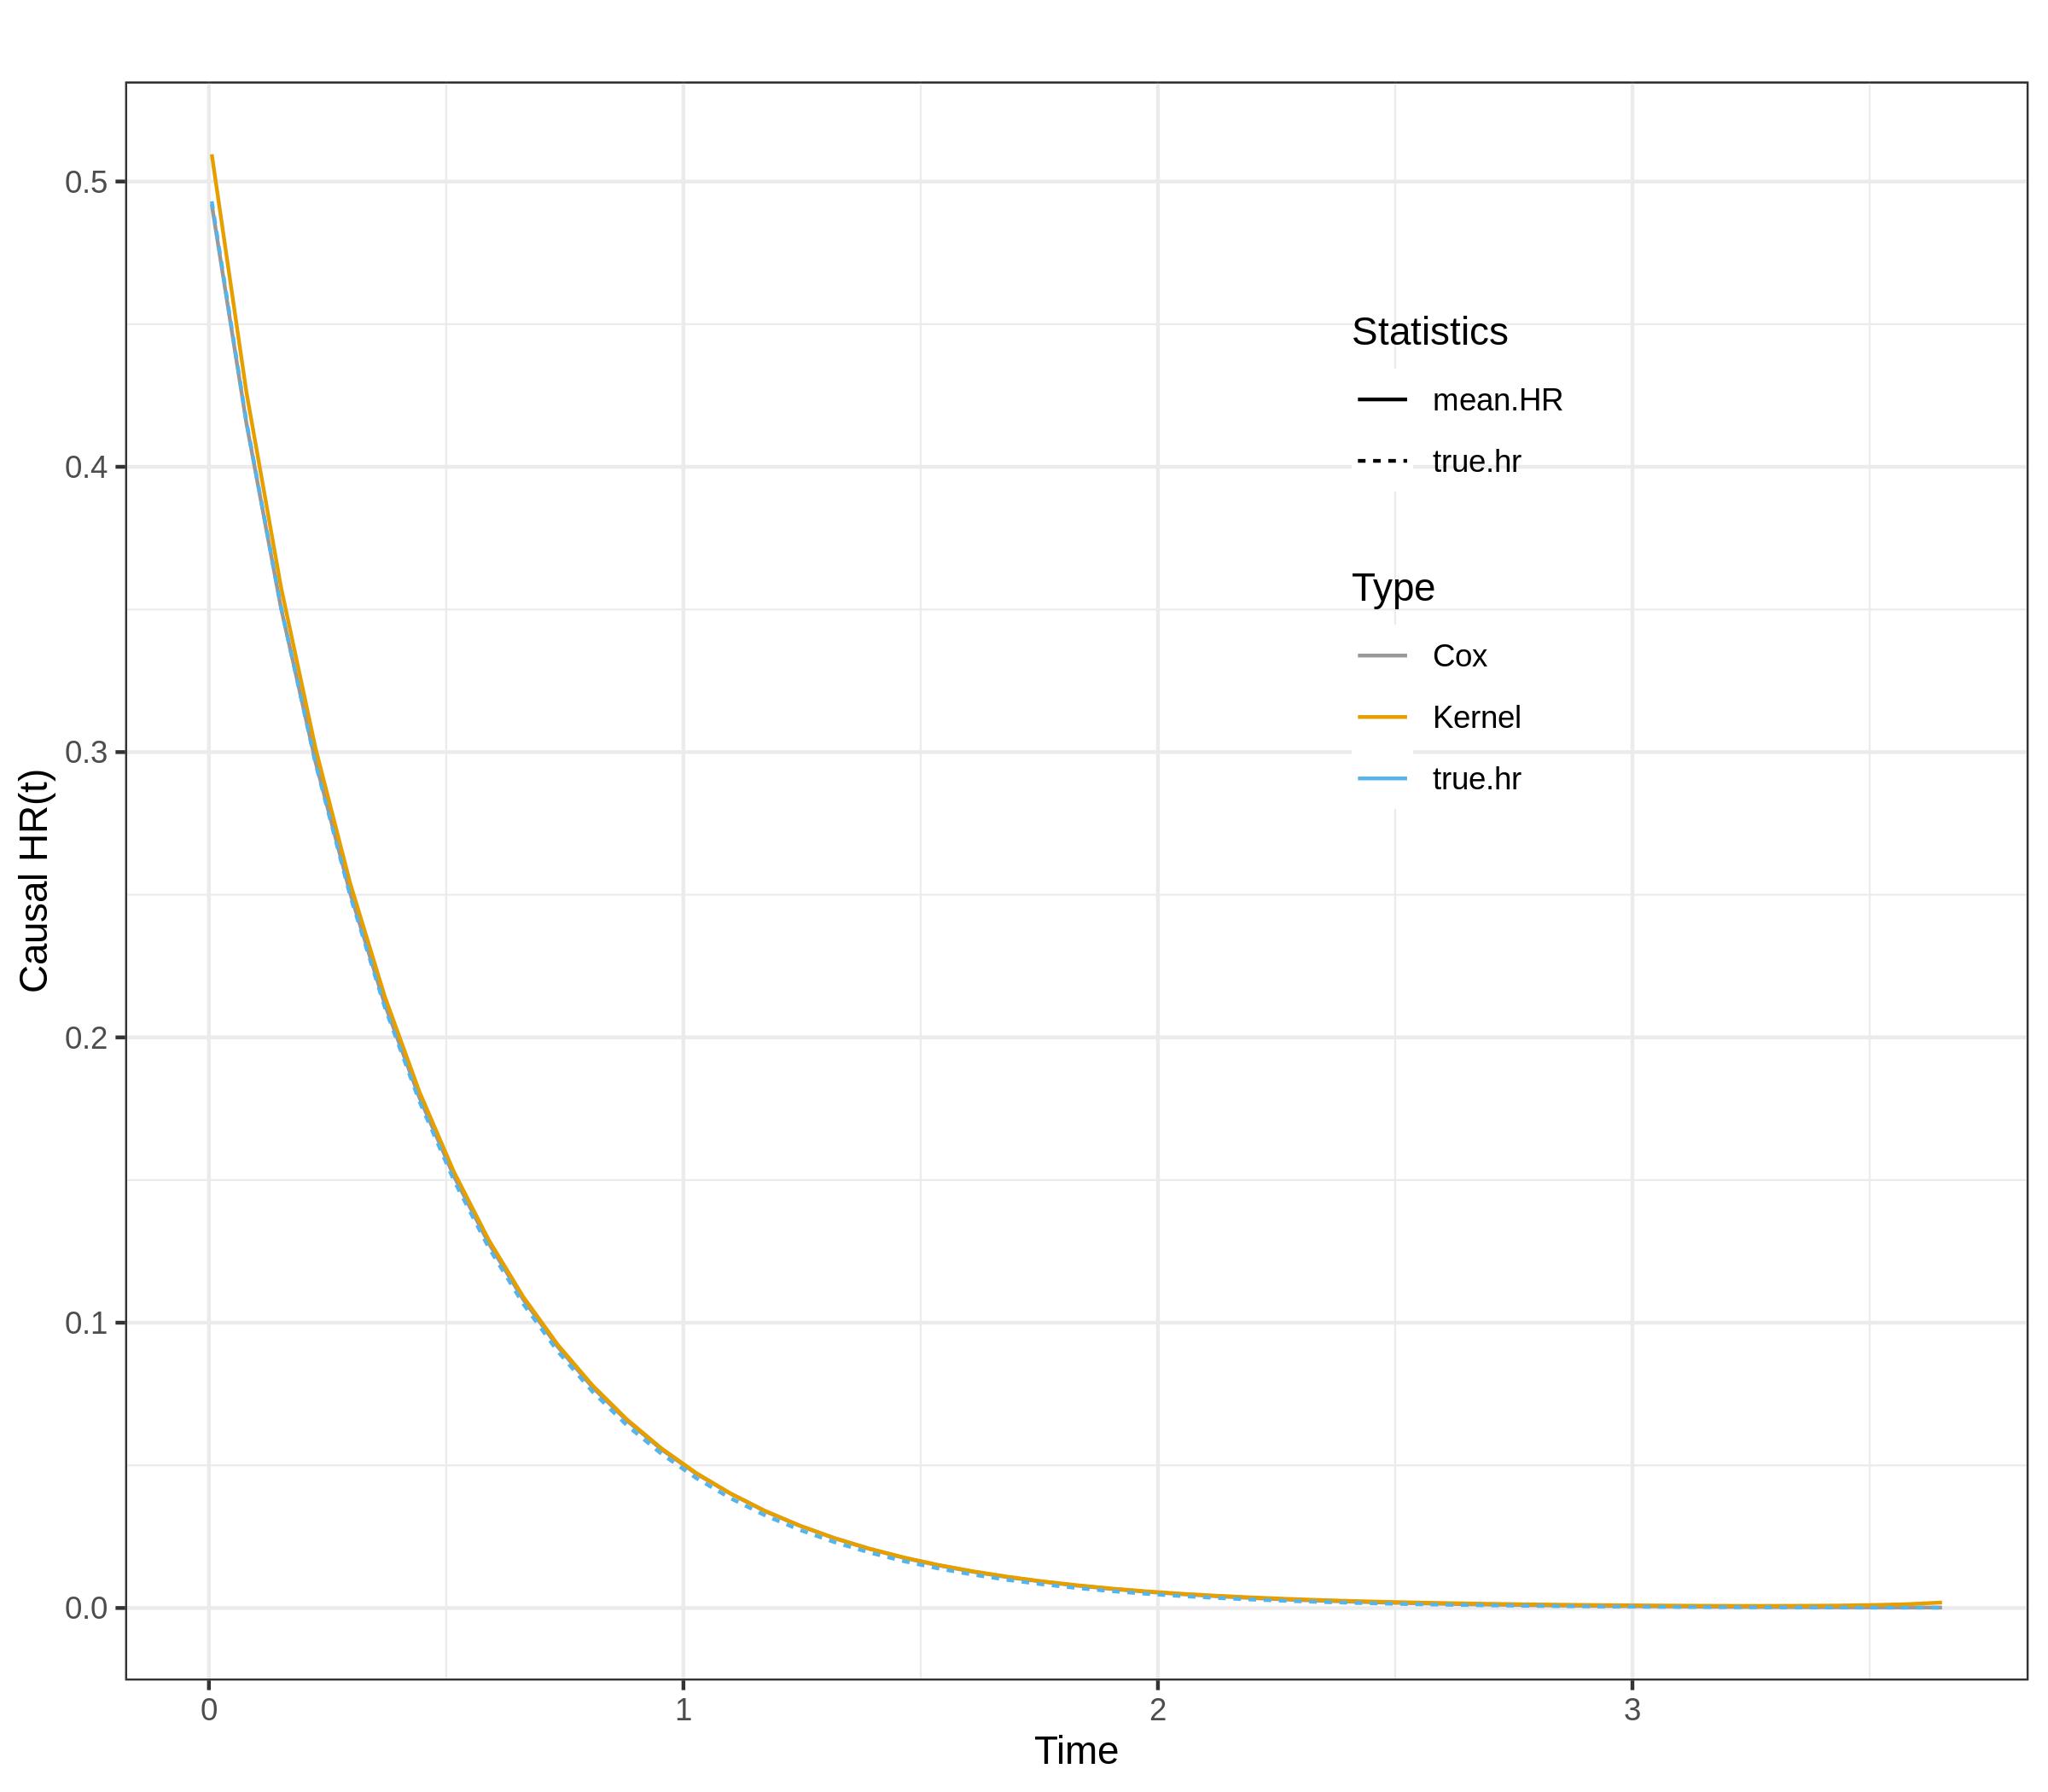 0.5
0.4
0.3
0.2
0.1
0.0
Causal HR(t)
Statistics
mean.HR
true.hr
Type
Cox
Kernel
true.hr
0 1 2 3
Time